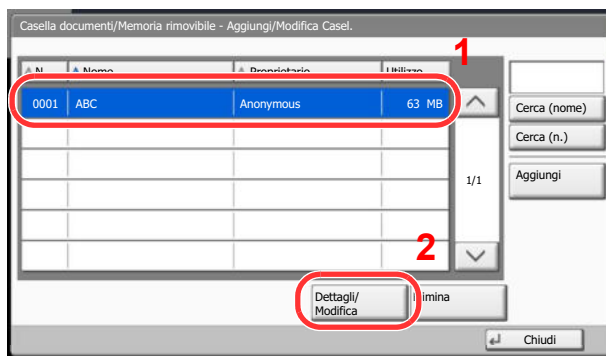 Casella documenti/Memoria rimovibile - Aggiungi/Modifica Casel.
1
N. Nome Proprietario Utilizzo
0001 ABC Anonymous 63 MB
Cerca (nome)
Cerca (n.)
1/1
Aggiungi
2
Dettagli/
Modifica
Elimina
Chiudi